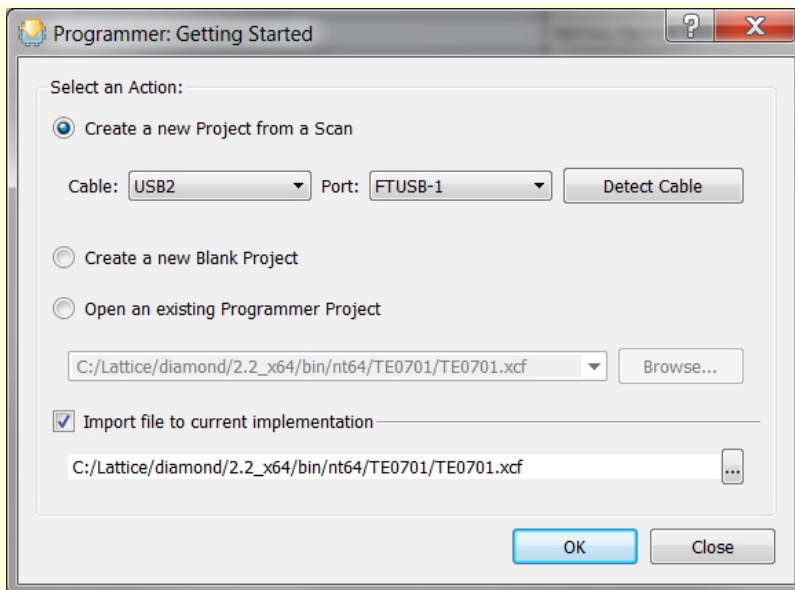 Programmer: Getting Started
?
X
Select an Action:
Create a new Project from a Scan
Cable: USB2 Port: FTUSB-1 Detect Cable
Create a new Blank Project
Open an existing Programmer Project
C:/Lattice/diamond/2.2_x64/bin/nt64/TE0701/TE0701.xcf Browse...
Import file to current implementation
C:/Lattice/diamond/2.2_x64/bin/nt64/TE0701/TE0701.xcf ...
OK Close